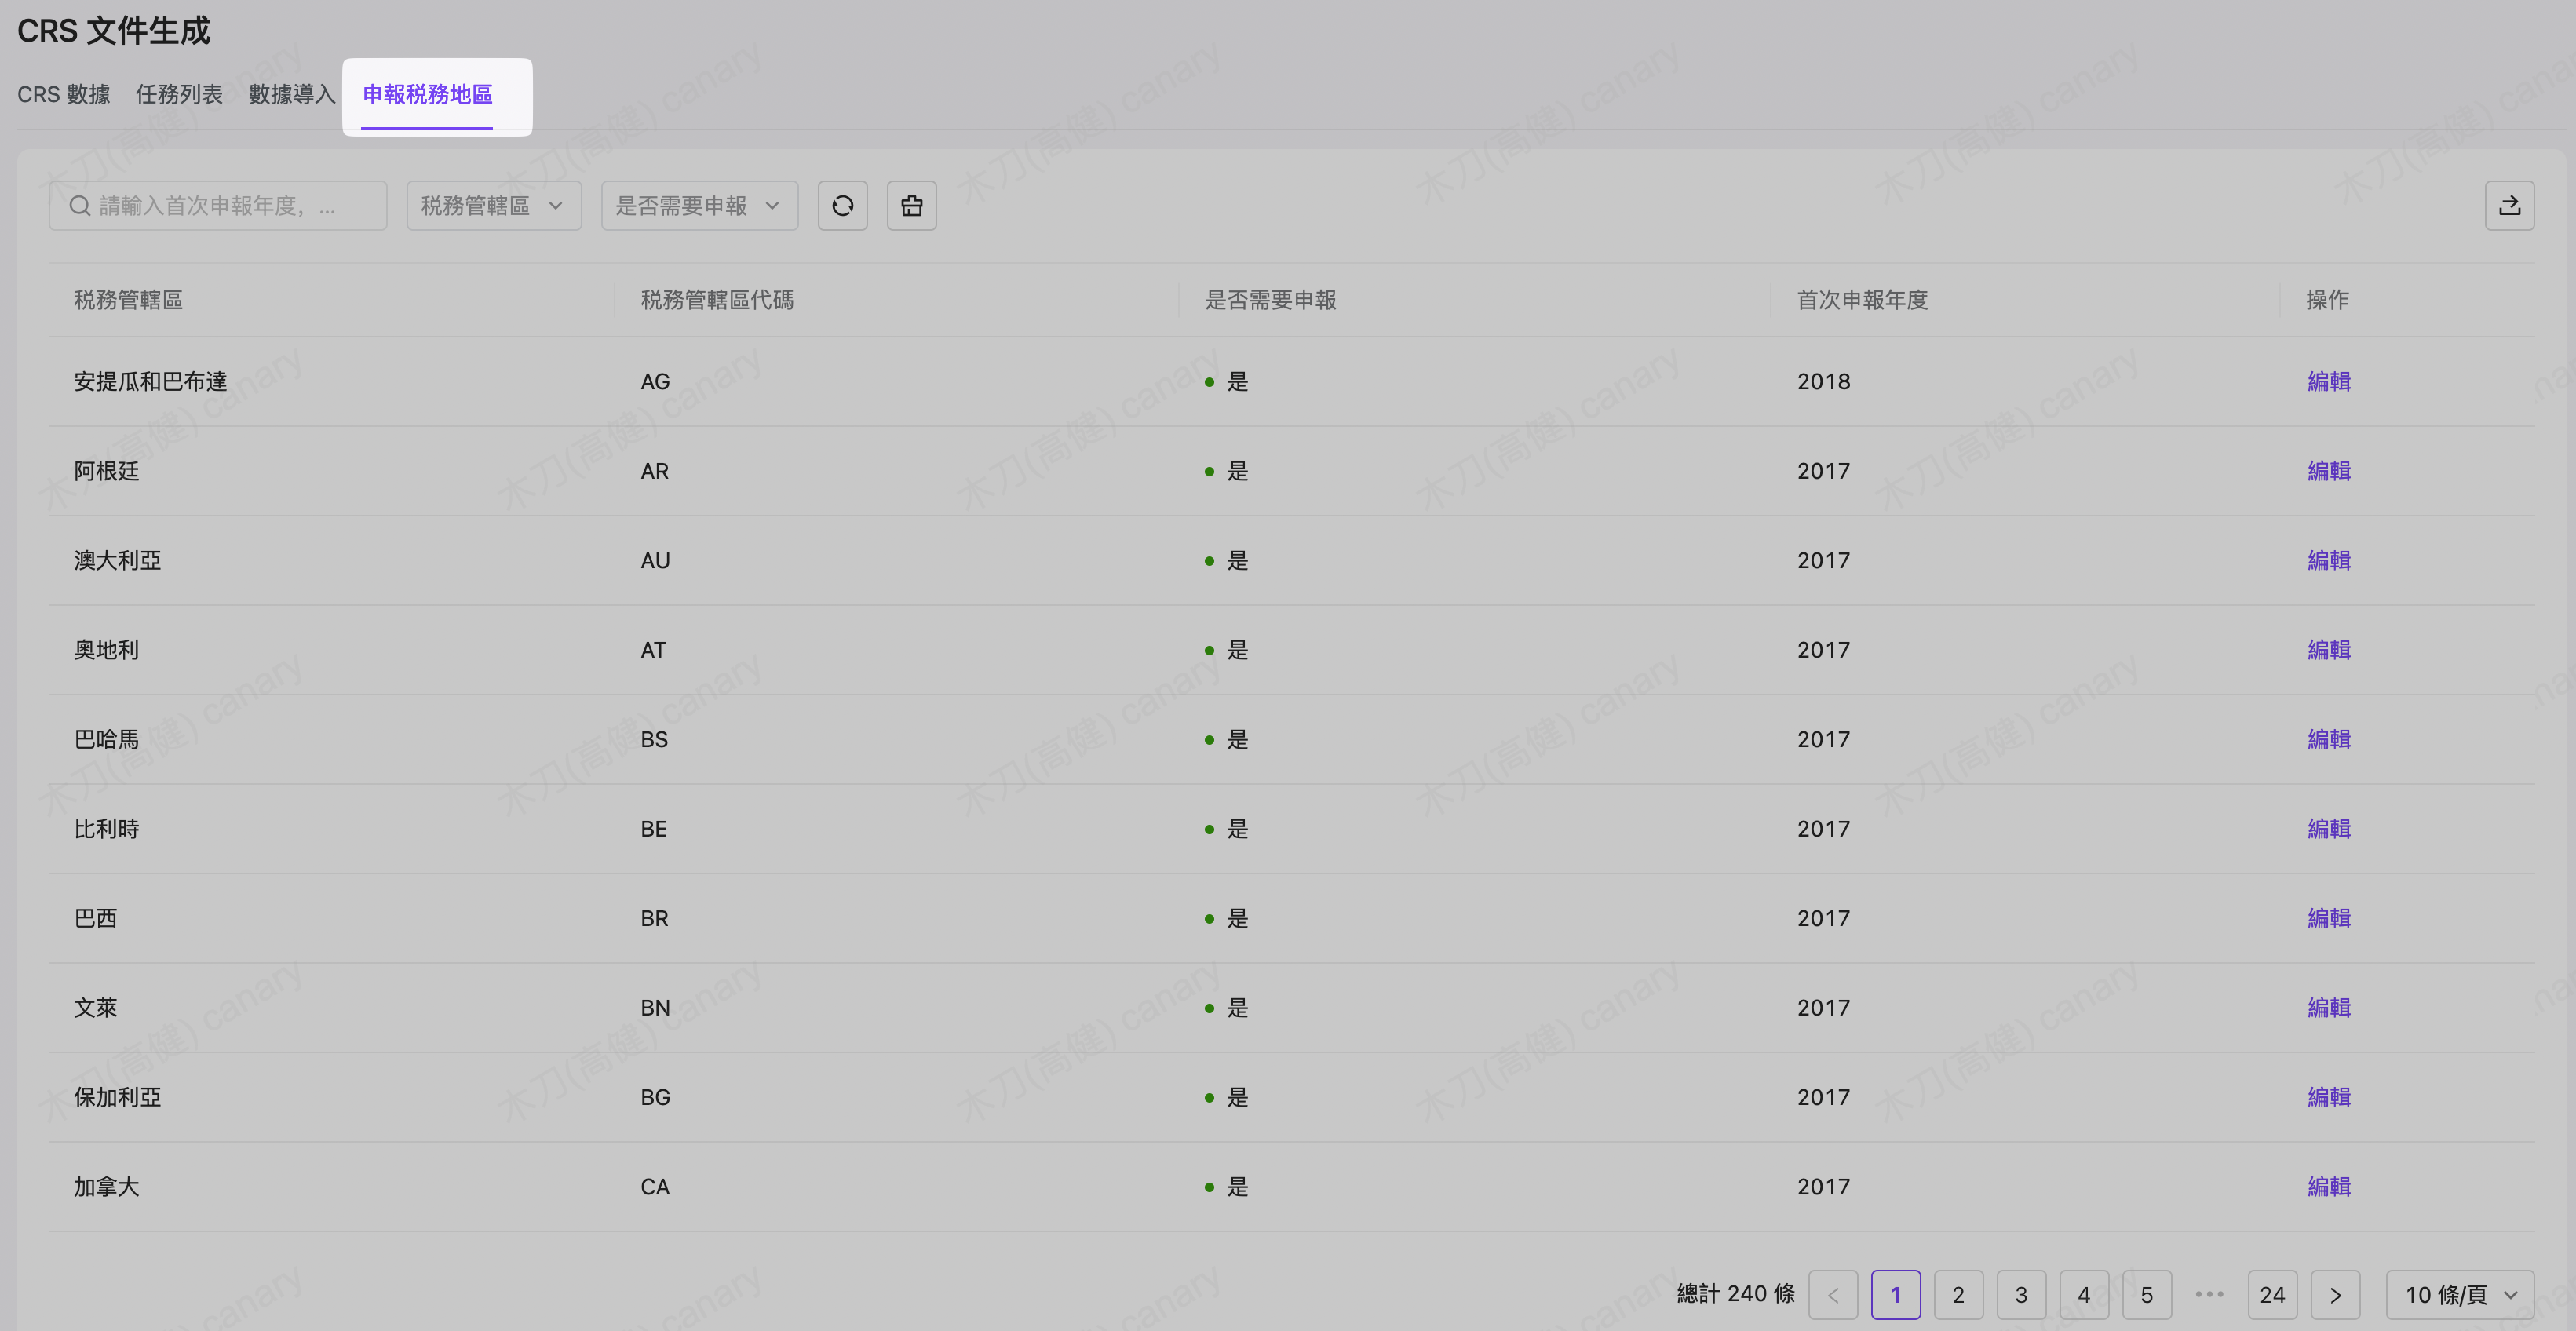 CRS 文件生成
CRS 數據 任務列表 數據導入 申報税務地區
請輸入首次申報年度，... 税務管轄區 是否需要申報
税務管轄區 税務管轄區代碼 是否需要申報 首次申報年度 操作
安提瓜和巴布達 AG 是 2018 編輯
阿根廷 AR 是 2017 編輯
澳大利亞 AU 是 2017 編輯
奧地利 AT 是 2017 編輯
巴哈馬 BS 是 2017 編輯
比利時 BE 是 2017 編輯
巴西 BR 是 2017 編輯
文萊 BN 是 2017 編輯
保加利亞 BG 是 2017 編輯
加拿大 CA 是 2017 編輯
總計 240 條 < 1 2 3 4 5 ••• 24 > 10 條/頁
木刀(高健) canary